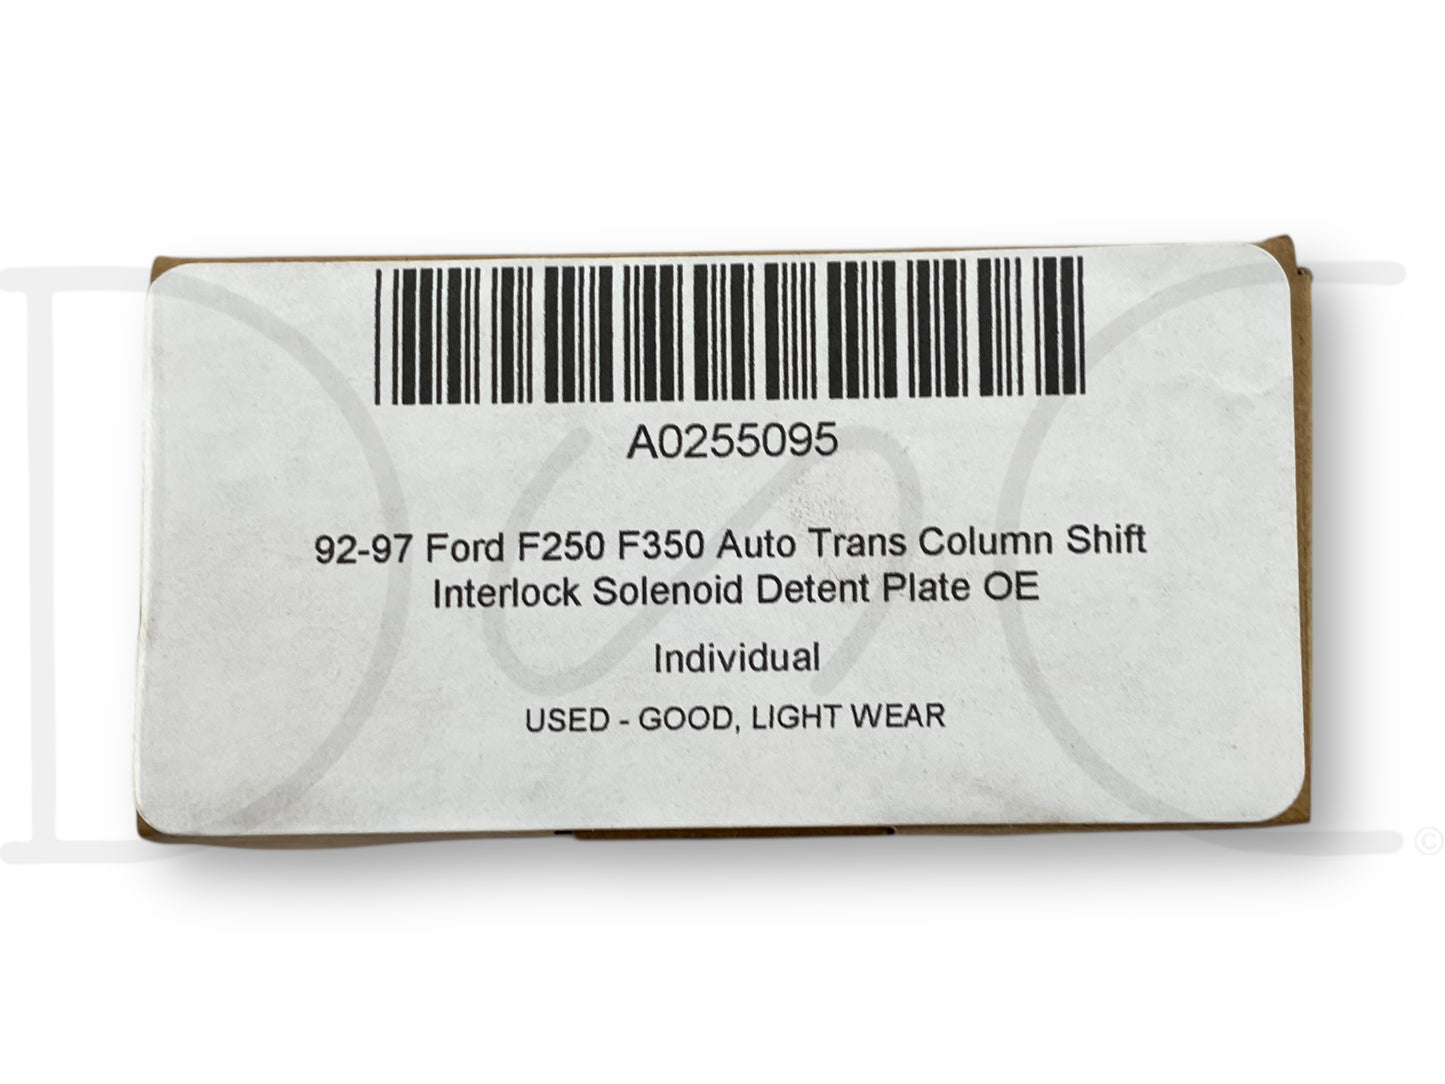 A0255095
92-97 Ford F250 F350 Auto Trans Column Shift
Interlock Solenoid Detent Plate OE
Individual
USED - GOOD, LIGHT WEAR
DSC
©